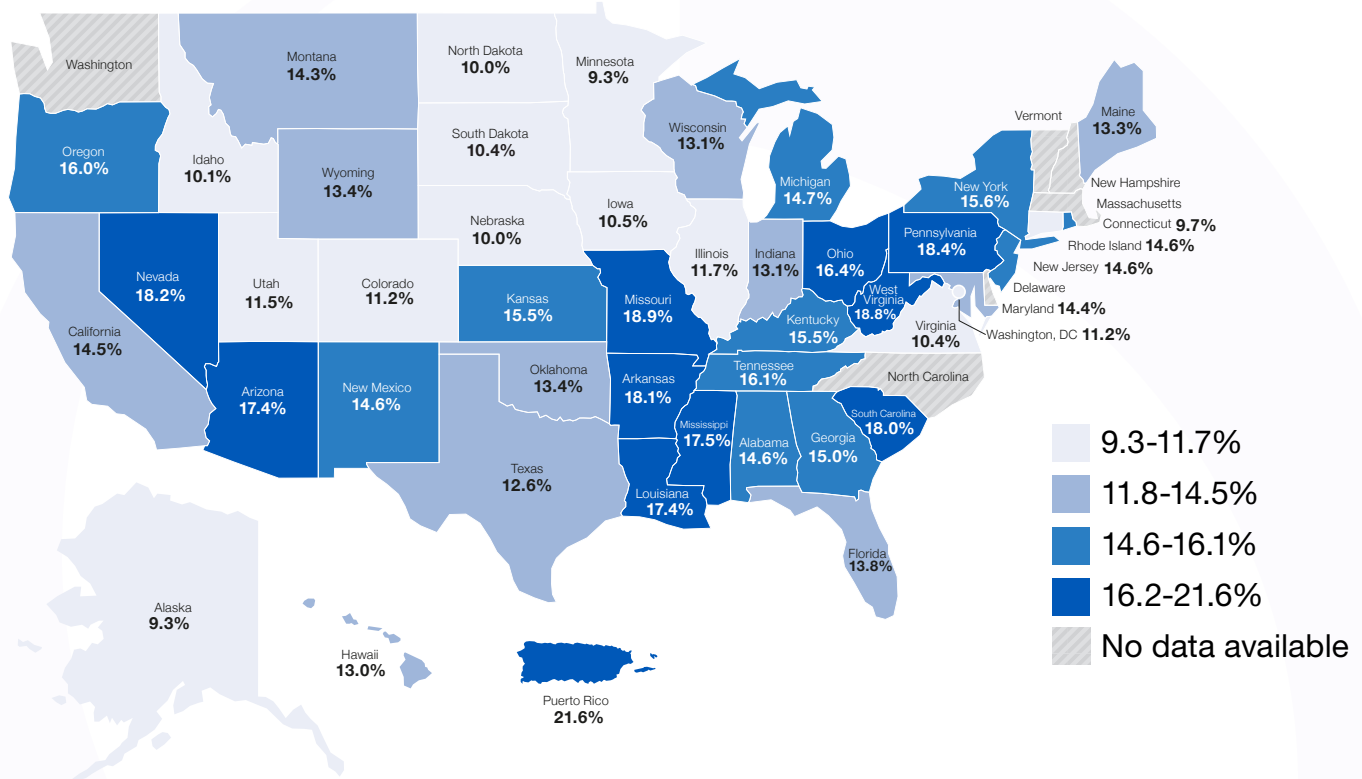 Washington
Montana
14.3%
North Dakota
10.0%
Minnesota
9.3%
Oregon
16.0%
Idaho
10.1%
Wyoming
13.4%
South Dakota
10.4%
Wisconsin
13.1%
Michigan
14.7%
Vermont
Maine
13.3%
New York
15.6%
New Hampshire
Massachusetts
Connecticut 9.7%
Rhode Island 14.6%
New Jersey 14.6%
Delaware
Maryland 14.4%
Washington, DC 11.2%
Nebraska
10.0%
Iowa
10.5%
Nevada
18.2%
Utah
11.5%
Colorado
11.2%
Kansas
15.5%
Missouri
18.9%
Illinois
11.7%
Indiana
13.1%
Ohio
16.4%
Pennsylvania
18.4%
West
Virginia
18.8%
Virginia
10.4%
Kentucky
15.5%
California
14.5%
Arizona
17.4%
New Mexico
14.6%
Oklahoma
13.4%
Arkansas
18.1%
Tennessee
16.1%
North Carolina
South Carolina
18.0%
Mississippi
17.5%
Alabama
14.6%
Georgia
15.0%
Texas
12.6%
Louisiana
17.4%
Florida
13.8%
Alaska
9.3%
Hawaii
13.0%
Puerto Rico
21.6%
9.3-11.7%
11.8-14.5%
14.6-16.1%
16.2-21.6%
No data available